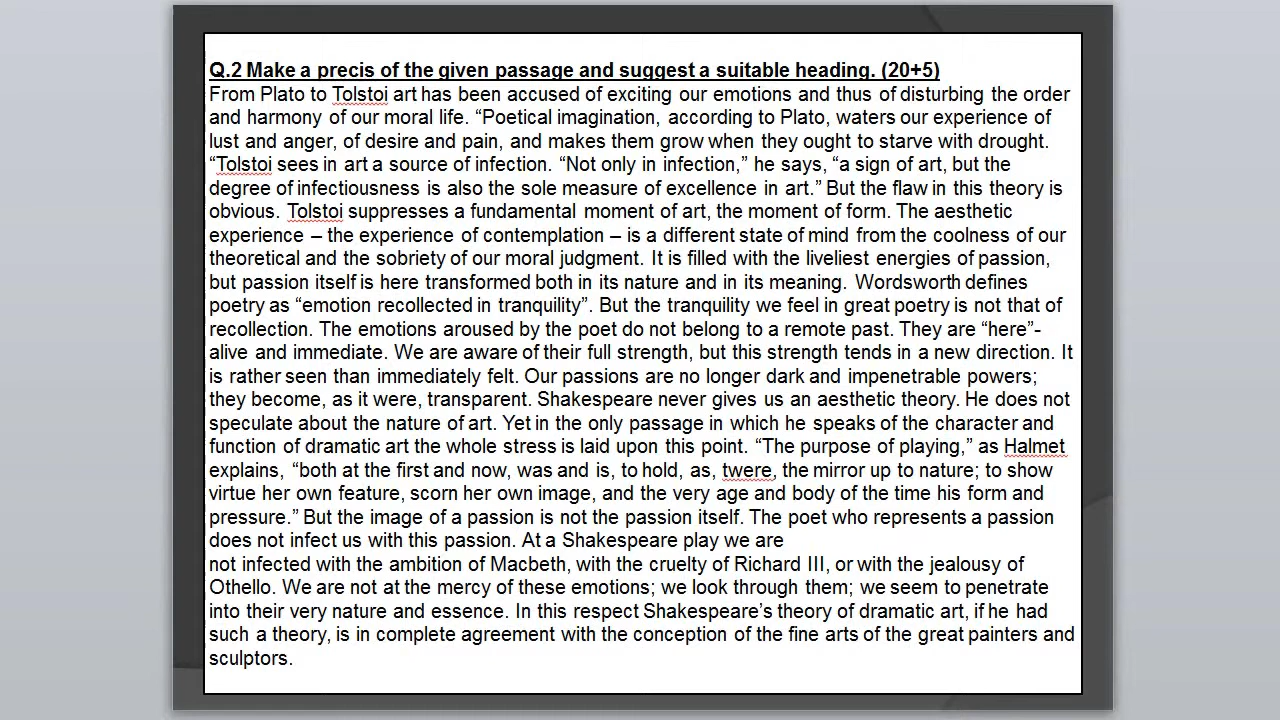 Q.2 Make a precis of the given passage and suggest a suitable heading. (20+5)
From Plato to Tolstoi art has been accused of exciting our emotions and thus of disturbing the order
and harmony of our moral life. “Poetical imagination, according to Plato, waters our experience of
lust and anger, of desire and pain, and makes them grow when they ought to starve with drought.
“Tolstoi sees in art a source of infection. “Not only in infection,” he says, “a sign of art, but the
degree of infectiousness is also the sole measure of excellence in art.” But the flaw in this theory is
obvious. Tolstoi suppresses a fundamental moment of art, the moment of form. The aesthetic
experience – the experience of contemplation – is a different state of mind from the coolness of our
theoretical and the sobriety of our moral judgment. It is filled with the liveliest energies of passion,
but passion itself is here transformed both in its nature and in its meaning. Wordsworth defines
poetry as “emotion recollected in tranquility”. But the tranquility we feel in great poetry is not that of
recollection. The emotions aroused by the poet do not belong to a remote past. They are “here”-
alive and immediate. We are aware of their full strength, but this strength tends in a new direction. It
is rather seen than immediately felt. Our passions are no longer dark and impenetrable powers;
they become, as it were, transparent. Shakespeare never gives us an aesthetic theory. He does not
speculate about the nature of art. Yet in the only passage in which he speaks of the character and
function of dramatic art the whole stress is laid upon this point. “The purpose of playing,” as Halmet
explains, “both at the first and now, was and is, to hold, as, twere, the mirror up to nature; to show
virtue her own feature, scorn her own image, and the very age and body of the time his form and
pressure.” But the image of a passion is not the passion itself. The poet who represents a passion
does not infect us with this passion. At a Shakespeare play we are
not infected with the ambition of Macbeth, with the cruelty of Richard III, or with the jealousy of
Othello. We are not at the mercy of these emotions; we look through them; we seem to penetrate
into their very nature and essence. In this respect Shakespeare’s theory of dramatic art, if he had
such a theory, is in complete agreement with the conception of the fine arts of the great painters and
sculptors.